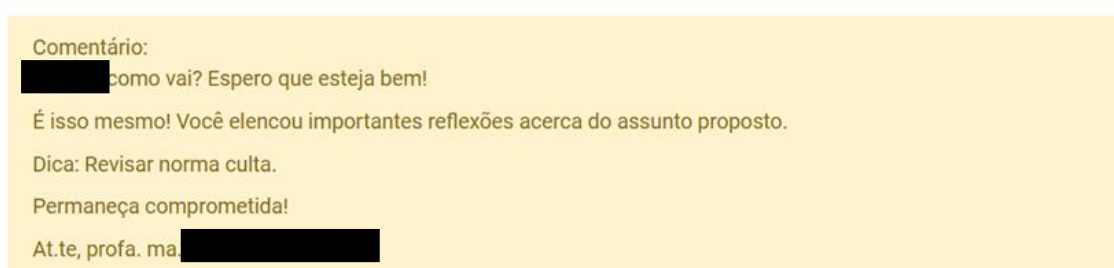 Comentário:
como vai? Espero que esteja bem!
É isso mesmo! Você elencou importantes reflexões acerca do assunto proposto.
Dica: Revisar norma culta.
Permaneça comprometida!
At.te, profa. ma.